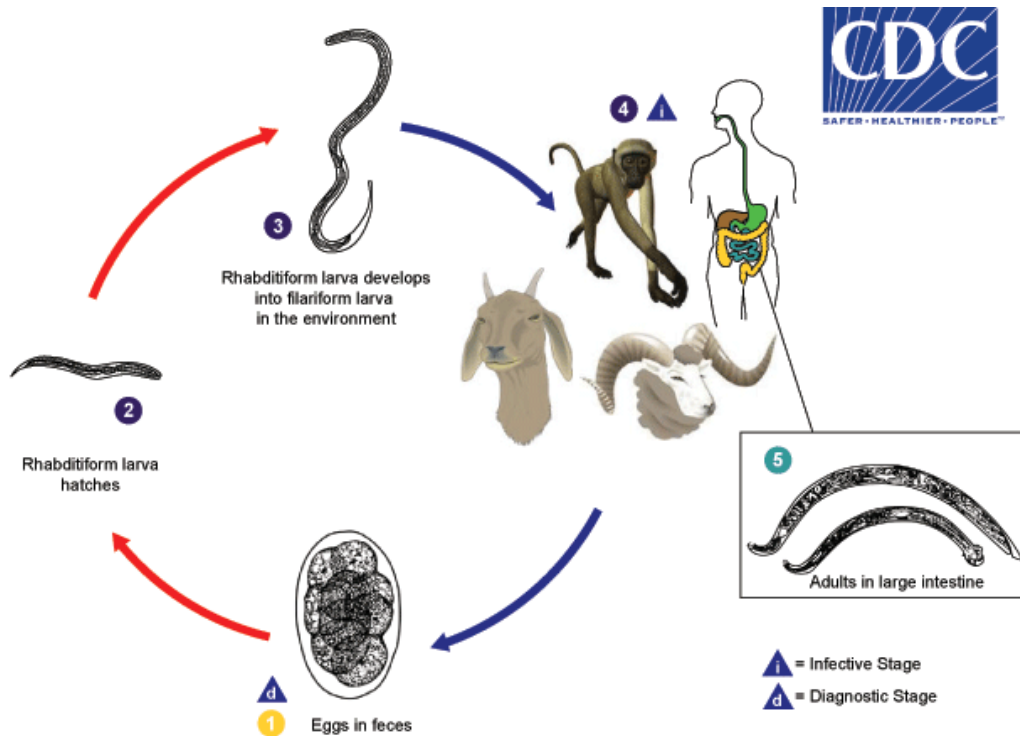 CDC
SAFER•HEALTHIER•PEOPLE™
4
i
3
Rhabditiform larva develops
into filariform larva
in the environment
2
Rhabditiform larva
hatches
5
Adults in large intestine
d
1
Eggs in feces
i = Infective Stage
d = Diagnostic Stage